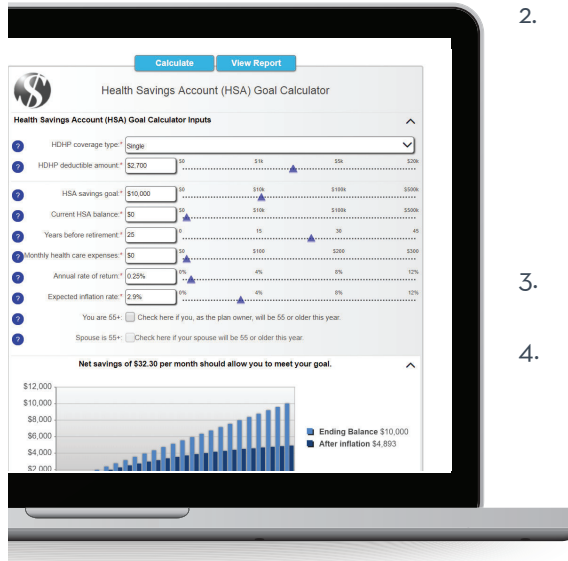 2.
Calculate View Report
Health Savings Account (HSA) Goal Calculator
Health Savings Account (HSA) Goal Calculator Inputs
? HDHP coverage type:* Single
? HDHP deductible amount:* $2,700 $0 $1k $5k $20k
? HSA savings goal:* $10,000 $0 $10k $100k $500k
? Current HSA balance:* $0 $0 $10k $100k $500k
? Years before retirement:* 25 0 15 30 45
? Monthly health care expenses:* $0 $0 $100 $200 $300
? Annual rate of return:* 0.25% 0% 4% 8% 12%
? Expected inflation rate:* 2.9% 0% 4% 8% 12%
? You are 55+: Check here if you, as the plan owner, will be 55 or older this year.
? Spouse is 55+: Check here if your spouse will be 55 or older this year.
3.
Net savings of $32.30 per month should allow you to meet your goal.
4.
$12,000
$10,000
$8,000
$6,000
$4,000
$2,000
Ending Balance $10,000
After inflation $4,893